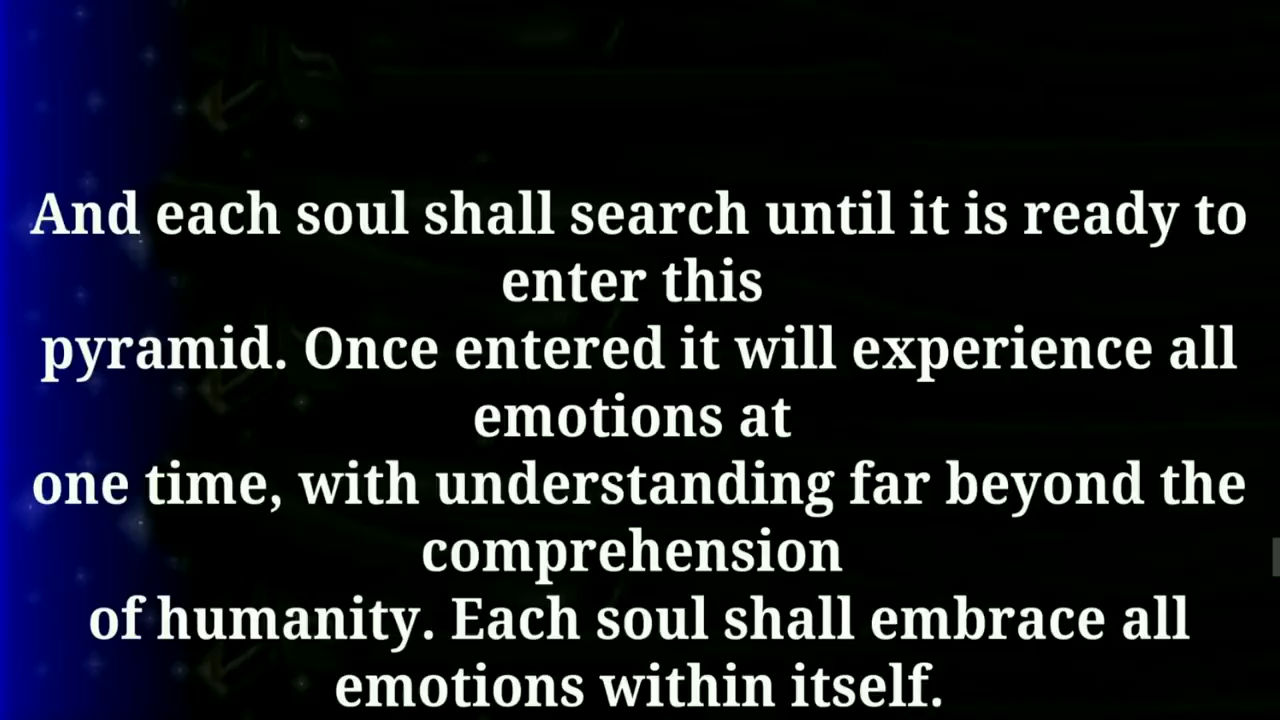 And each soul shall search until it is ready to
enter this
pyramid. Once entered it will experience all
emotions at
one time, with understanding far beyond the
comprehension
of humanity. Each soul shall embrace all
emotions within itself.